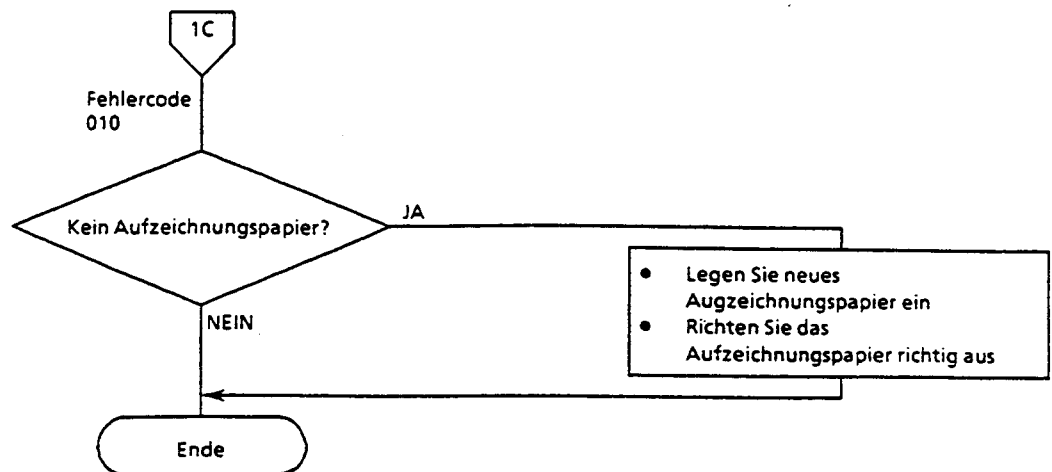 1C
Fehlercode
010
Kein Aufzeichnungspapier?
JA
● Legen Sie neues
Augzeichnungspapier ein
● Richten Sie das
Aufzeichnungspapier richtig aus
NEIN
Ende